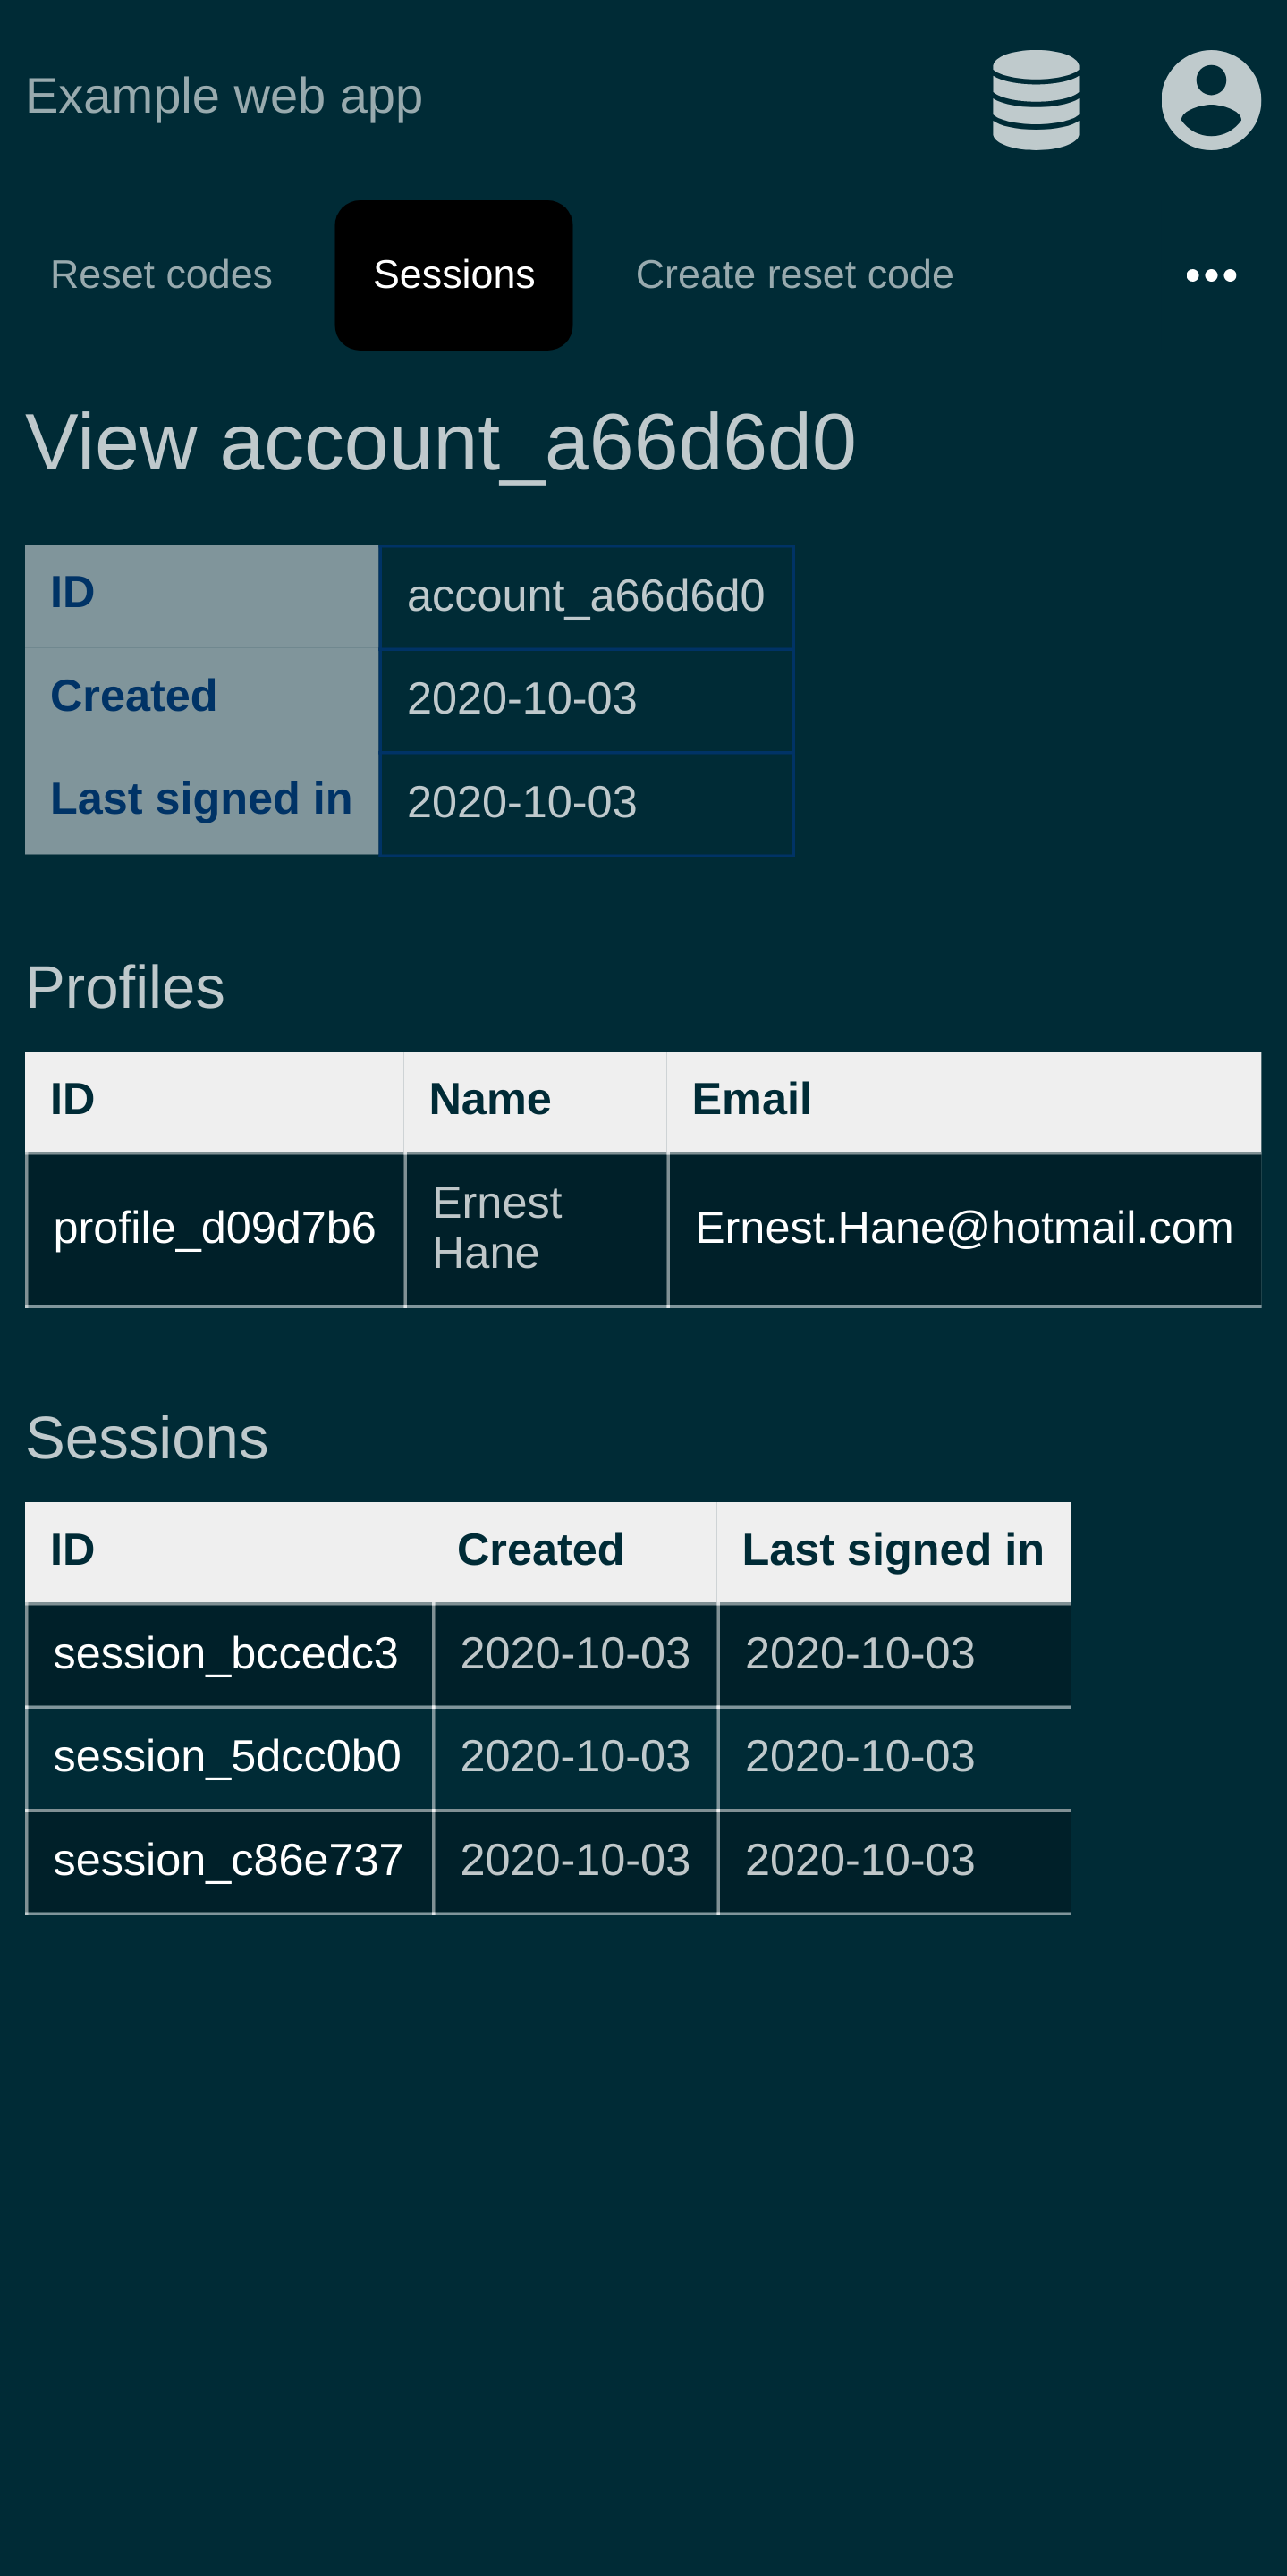 Example web app
Reset codes Sessions Create reset code
View account_a66d6d0
ID account_a66d6d0
Created 2020-10-03
Last signed in 2020-10-03
Profiles
ID Name Email
profile_d09d7b6 Ernest Hane Ernest.Hane@hotmail.com
Sessions
ID Created Last signed in
session_bccedc3 2020-10-03 2020-10-03
session_5dcc0b0 2020-10-03 2020-10-03
session_c86e737 2020-10-03 2020-10-03